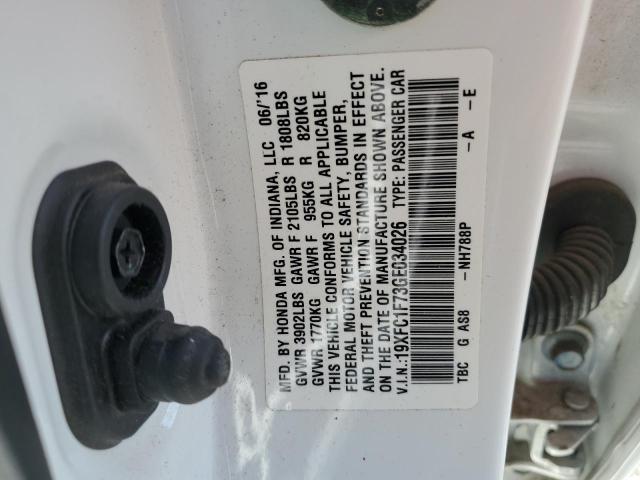 MFD. BY HONDA MFG. OF INDIANA, LLC 06/'16
GVWR 3902LBS GAWR F 2105LBS R 1808LBS
GVWR 1770KG GAWR F 955KG R 820KG
THIS VEHICLE CONFORMS TO ALL APPLICABLE
FEDERAL MOTOR VEHICLE SAFETY, BUMPER,
AND THEFT PREVENTION STANDARDS IN EFFECT
ON THE DATE OF MANUFACTURE SHOWN ABOVE.
V.I.N.:19XFC1F73GE034026 TYPE: PASSENGER CAR
TBC G AS8 -NH788P -A -E